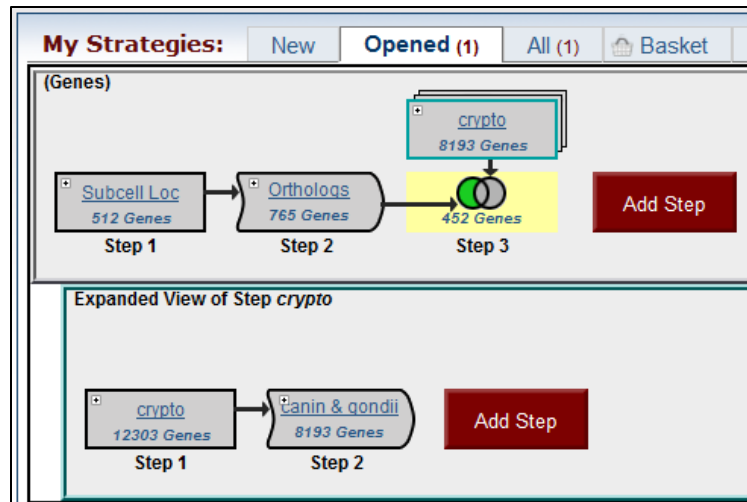 My Strategies: New Opened (1) All (1) Basket
(Genes)
crypto
8193 Genes
Subcell Loc
512 Genes
Step 1
Orthologs
765 Genes
Step 2
452 Genes
Step 3
Add Step
Expanded View of Step crypto
crypto
12303 Genes
Step 1
canin & gondii
8193 Genes
Step 2
Add Step